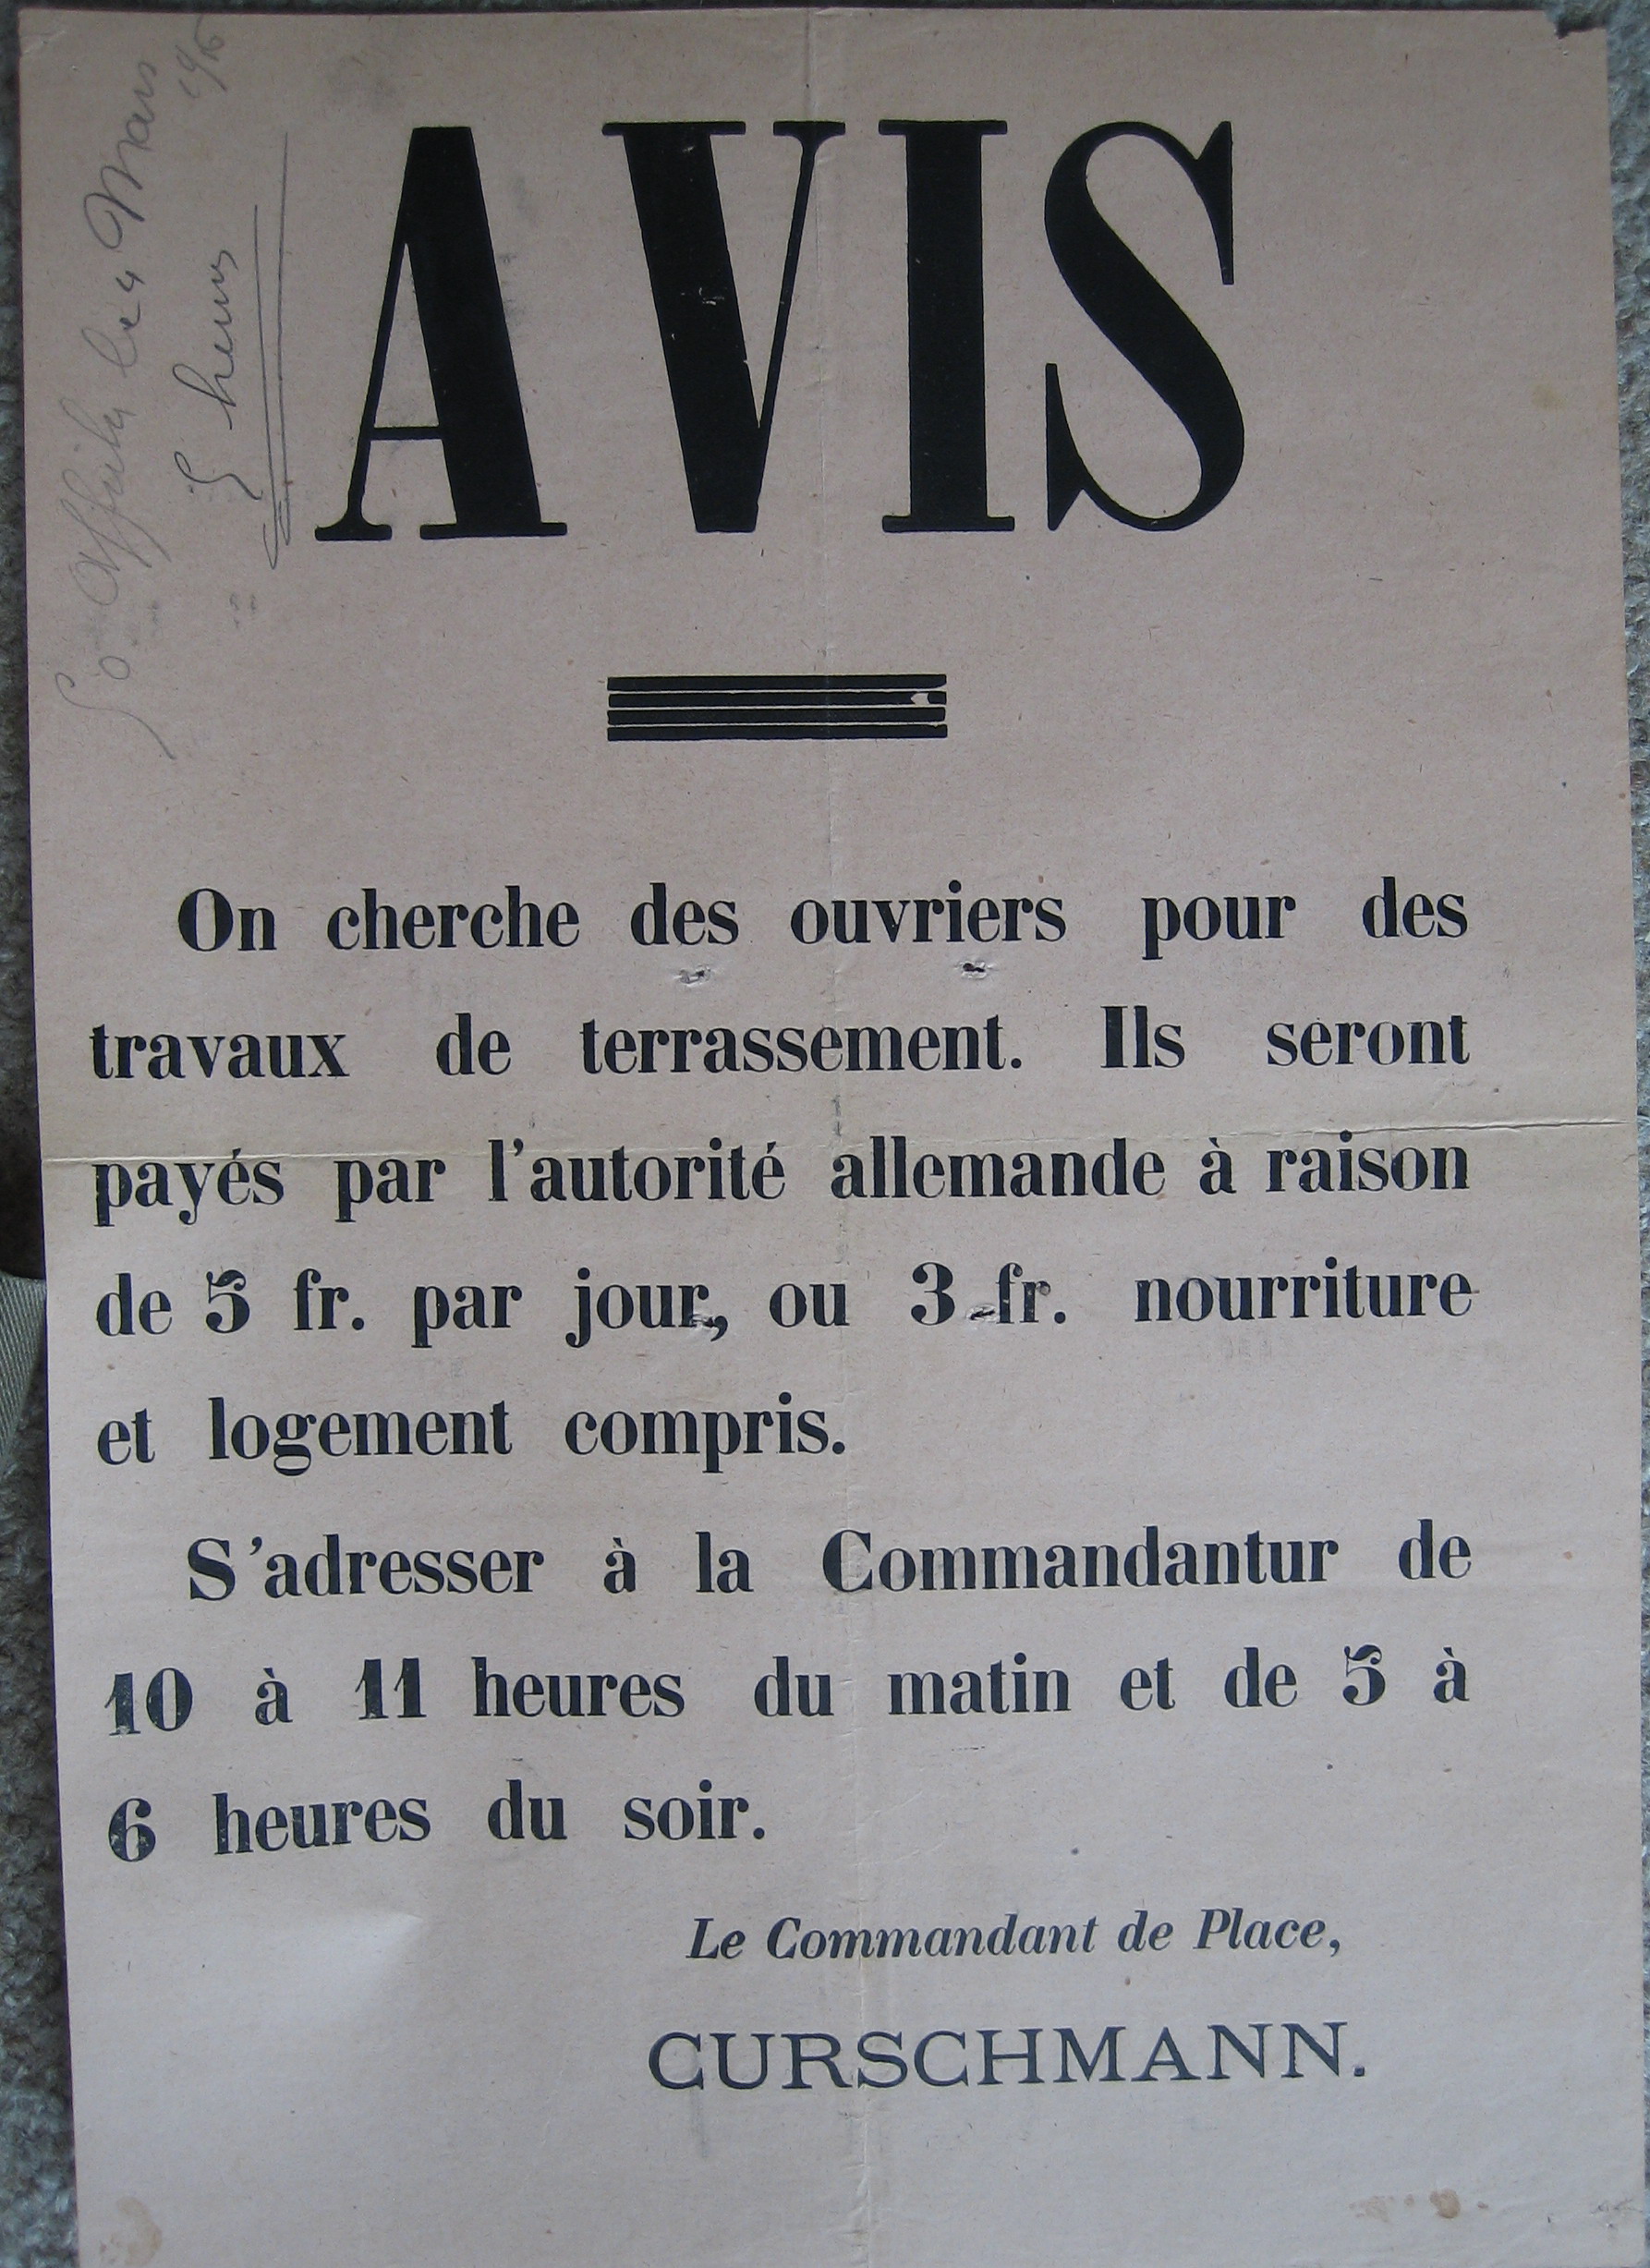 AVIS
On cherche des ouvriers pour des
travaux de terrassement. Ils seront
payés par l'autorité allemande à raison
de 5 fr. par jour, ou 3 fr. nourriture
et logement compris.
S'adresser à la Commandantur de
10 à 11 heures du matin et de 5 à
6 heures du soir.
Le Commandant de Place,
CURSCHMANN.
Mars